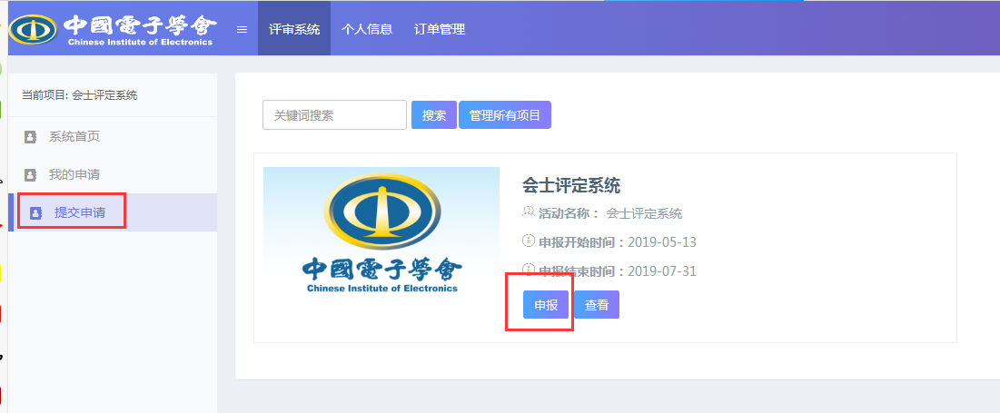 中國電子學會
Chinese Institute of Electronics
评审系统 个人信息 订单管理
当前项目: 会士评定系统
系统首页
我的申请
提交申请
关键词搜索 搜索 管理所有项目
中國電子學會
Chinese Institute of Electronics
会士评定系统
活动名称： 会士评定系统
申报开始时间：2019-05-13
申报结束时间：2019-07-31
申报 查看